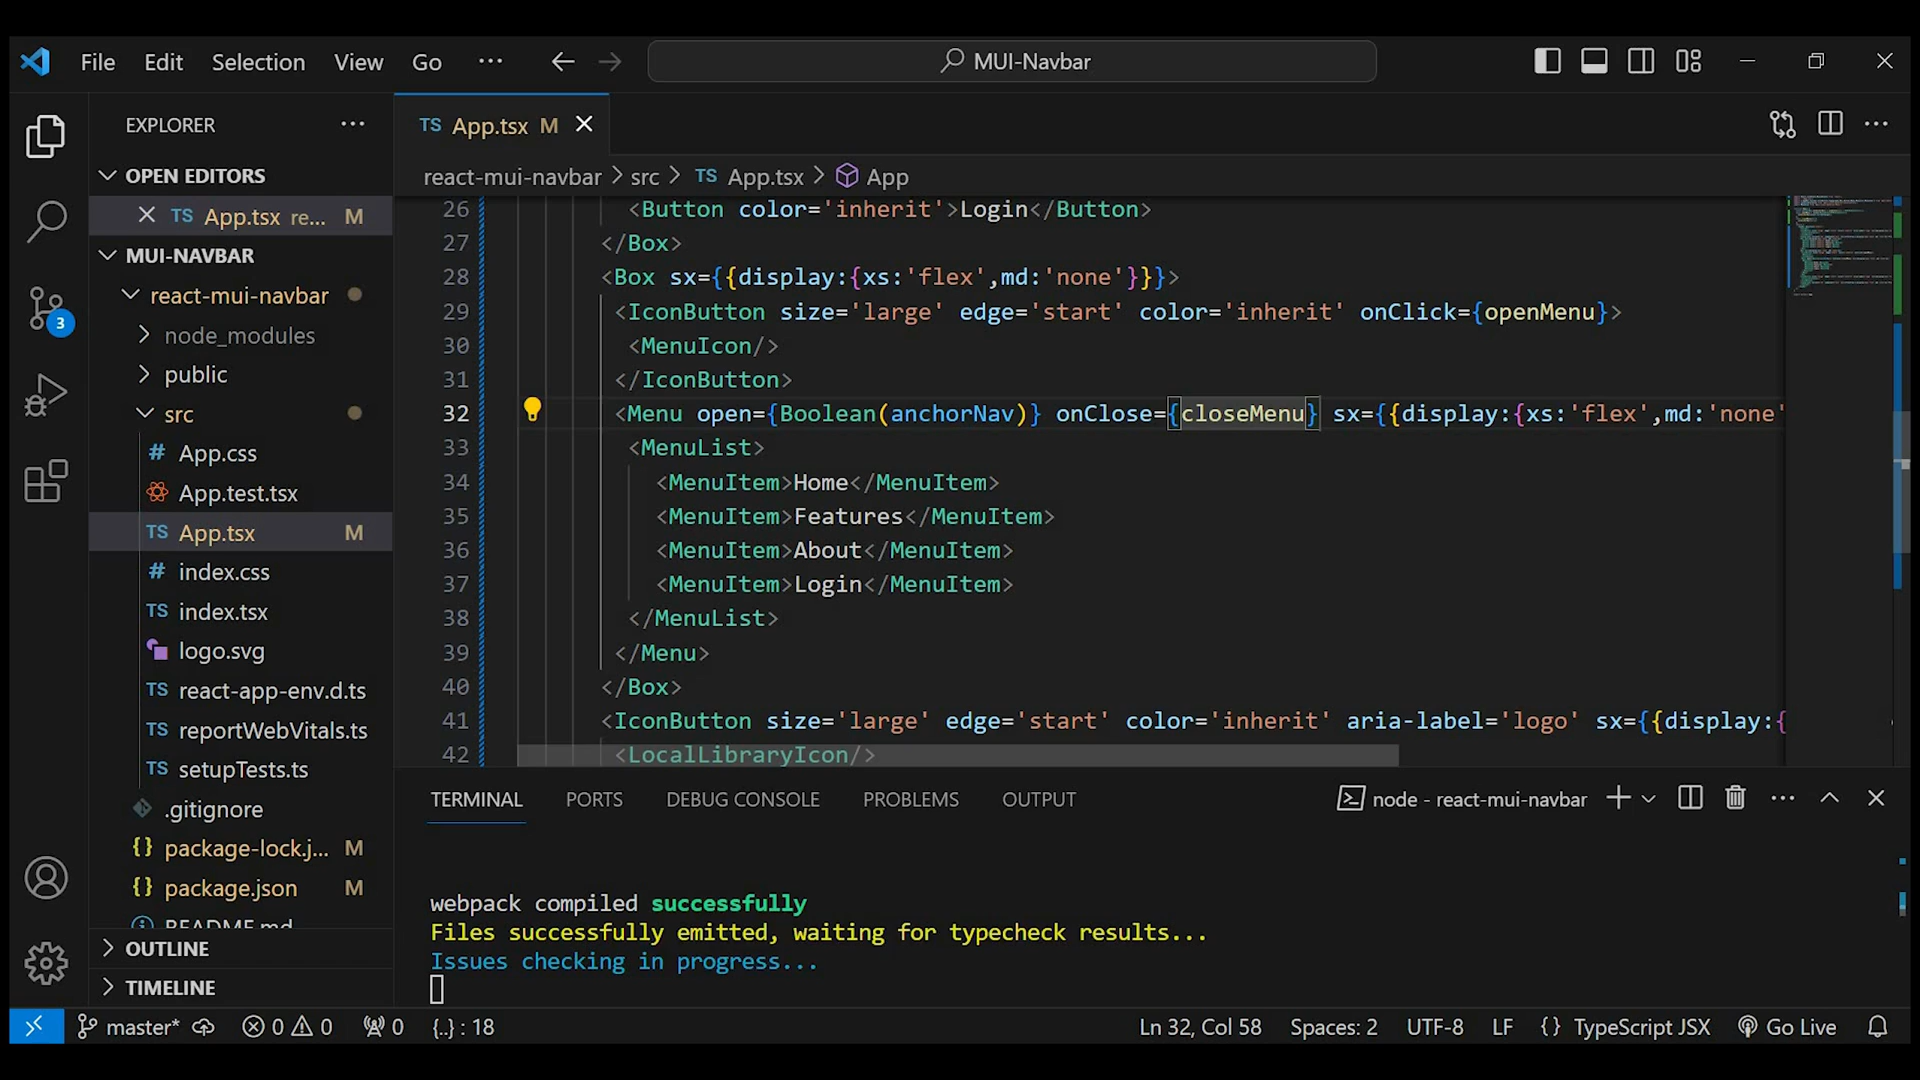 File Edit Selection View Go ··· MUI-Navbar
EXPLORER ···
OPEN EDITORS
TS App.tsx re... M
MUI-NAVBAR
react-mui-navbar
node_modules
public
src
# App.css
App.test.tsx
TS App.tsx M
# index.css
TS index.tsx
logo.svg
TS react-app-env.d.ts
TS reportWebVitals.ts
TS setupTests.ts
.gitignore
{} package-lock.j... M
{} package.json M
README.md
OUTLINE
TIMELINE
3
TS App.tsx M
react-mui-navbar > src > TS App.tsx > App
26 <Button color='inherit'>Login</Button>
27 </Box>
28 <Box sx={{display:{xs:'flex',md:'none'}}}>
29 <IconButton size='large' edge='start' color='inherit' onClick={openMenu}>
30 <MenuIcon/>
31 </IconButton>
32 <Menu open={Boolean(anchorNav)} onClose={closeMenu} sx={{display:{xs:'flex',md:'none'
33 <MenuList>
34 <MenuItem>Home</MenuItem>
35 <MenuItem>Features</MenuItem>
36 <MenuItem>About</MenuItem>
37 <MenuItem>Login</MenuItem>
38 </MenuList>
39 </Menu>
40 </Box>
41 <IconButton size='large' edge='start' color='inherit' aria-label='logo' sx={{display:{
42 <LocalLibraryIcon/>
TERMINAL PORTS DEBUG CONSOLE PROBLEMS OUTPUT node - react-mui-navbar
webpack compiled successfully
Files successfully emitted, waiting for typecheck results...
Issues checking in progress...
master* 0 0 0 {..} : 18 Ln 32, Col 58 Spaces: 2 UTF-8 LF {} TypeScript JSX Go Live